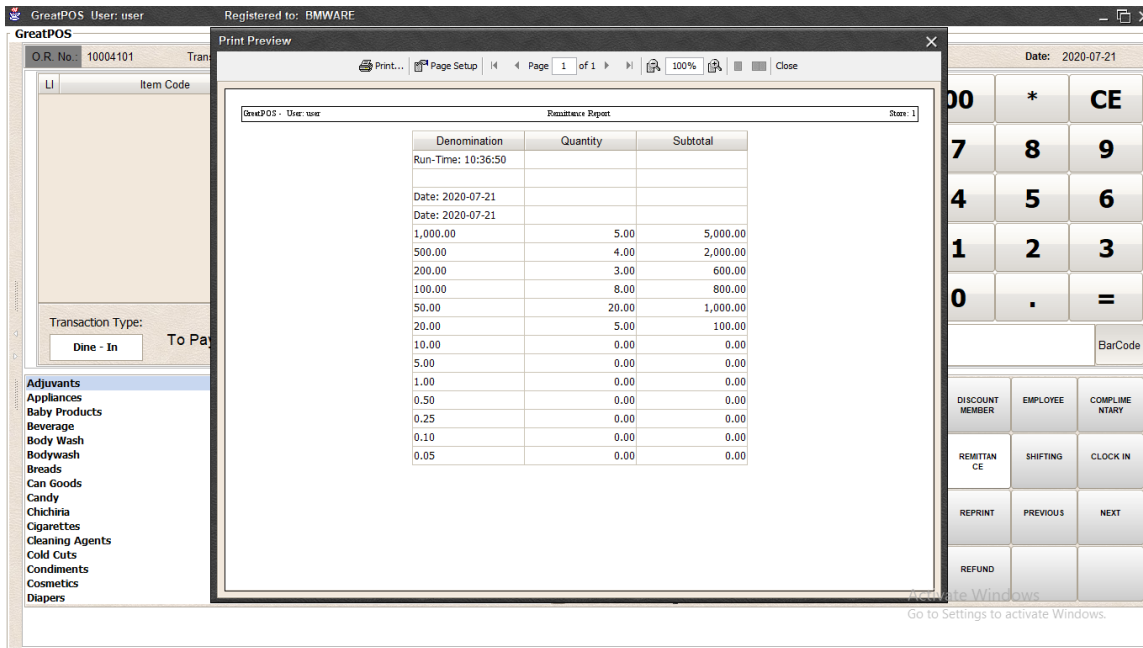 GreatPOS User: user Registered to: BMWARE
GreatPOS
O.R. No.: 10004101
Date: 2020-07-21
LI Item Code
Transaction Type:
Dine - In
To Pay
Adjuvants
Appliances
Baby Products
Beverage
Body Wash
Bodywash
Breads
Can Goods
Candy
Chichiria
Cigarettes
Cleaning Agents
Cold Cuts
Condiments
Cosmetics
Diapers
Print Preview
Print... Page Setup Page 1 of 1 100% Close
GreatPOS - User: user Remittance Report Store: 1
Denomination Quantity Subtotal
Run-Time: 10:36:50
Date: 2020-07-21
Date: 2020-07-21
1,000.00 5.00 5,000.00
500.00 4.00 2,000.00
200.00 3.00 600.00
100.00 8.00 800.00
50.00 20.00 1,000.00
20.00 5.00 100.00
10.00 0.00 0.00
5.00 0.00 0.00
1.00 0.00 0.00
0.50 0.00 0.00
0.25 0.00 0.00
0.10 0.00 0.00
0.05 0.00 0.00
00 * CE
7 8 9
4 5 6
1 2 3
0 . =
BarCode
DISCOUNT
MEMBER
EMPLOYEE
COMPLIME
NTARY
REMITTAN
CE
SHIFTING
CLOCK IN
REPRINT
PREVIOUS
NEXT
REFUND
Activate Windows
Go to Settings to activate Windows.